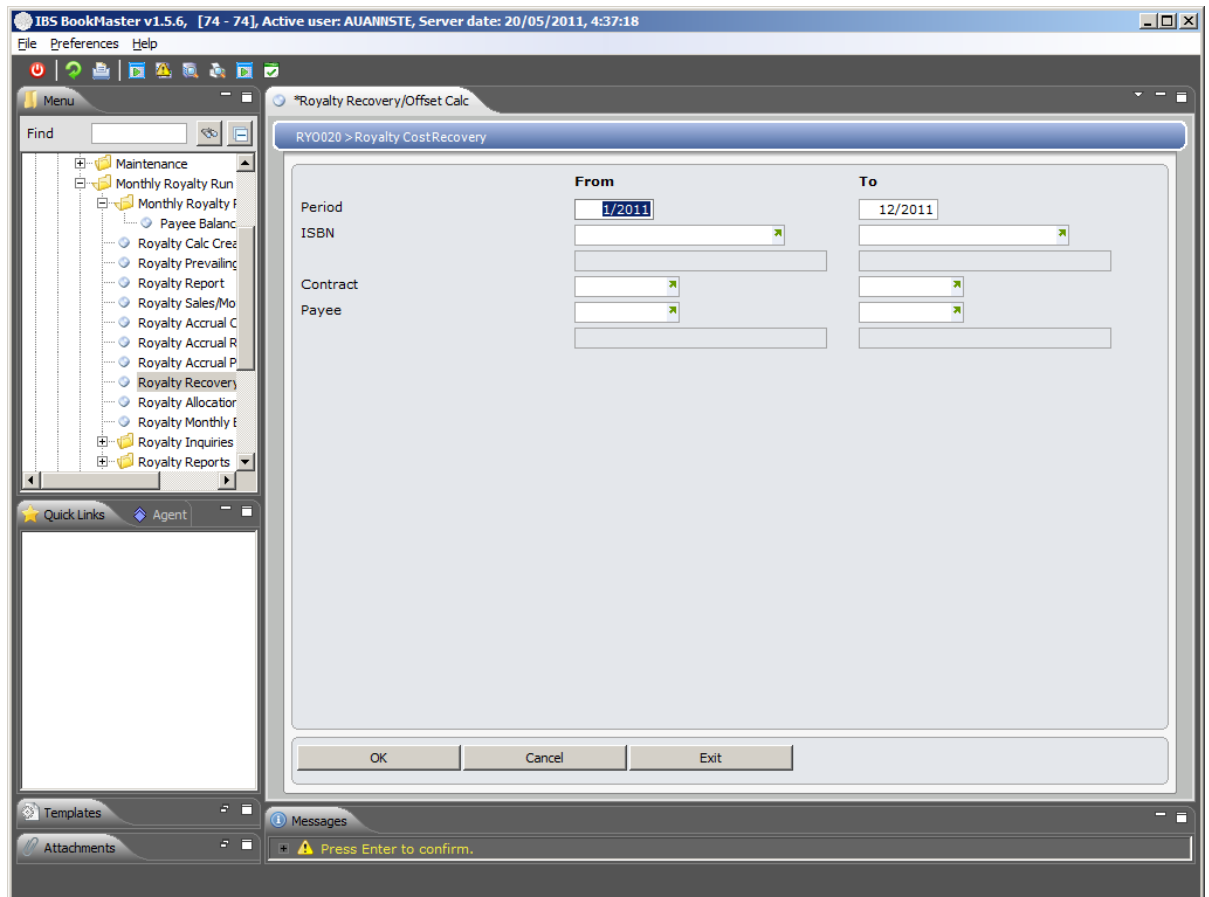 IBS BookMaster v1.5.6, [74 - 74], Active user: AUANNSTE, Server date: 20/05/2011, 4:37:18
File Preferences Help
Menu
Find
Maintenance
Monthly Royalty Run
Monthly Royalty
Payee Balanc
Royalty Calc Crea
Royalty Prevailing
Royalty Report
Royalty Sales/Mo
Royalty Accrual C
Royalty Accrual R
Royalty Accrual P
Royalty Recovery
Royalty Allocation
Royalty Monthly E
Royalty Inquiries
Royalty Reports
Quick Links Agent
Templates
Attachments
*Royalty Recovery/Offset Calc
RYO020 > Royalty CostRecovery
From To
Period 1/2011 12/2011
ISBN
Contract
Payee
OK Cancel Exit
Messages
Press Enter to confirm.